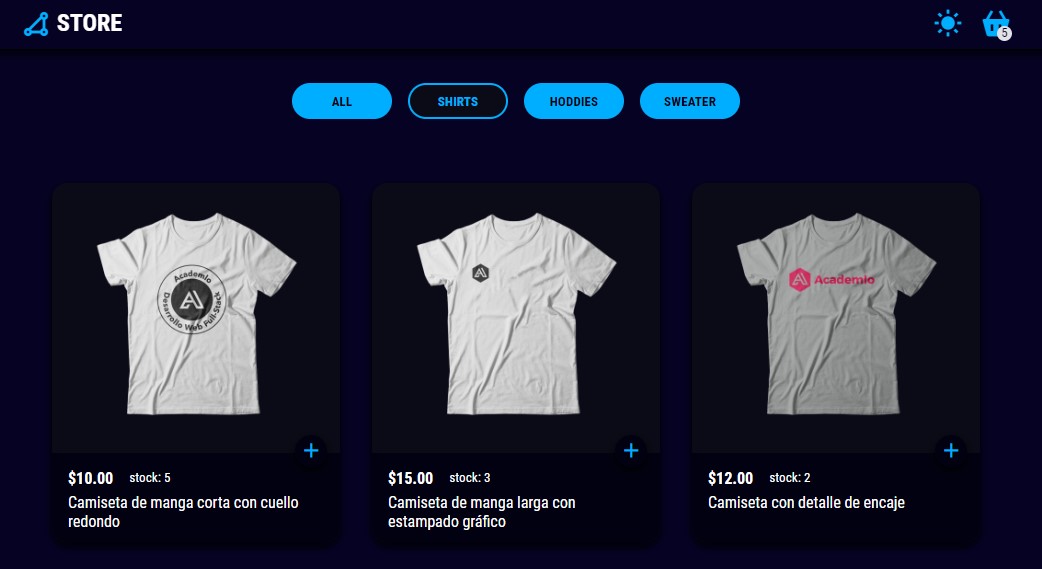 STORE
5
ALL
SHIRTS
HODDIES
SWEATER
Academlo
Desarrollo Web Full-Stack
Academlo
$10.00 stock: 5
Camiseta de manga corta con cuello
redondo
$15.00 stock: 3
Camiseta de manga larga con
estampado gráfico
$12.00 stock: 2
Camiseta con detalle de encaje